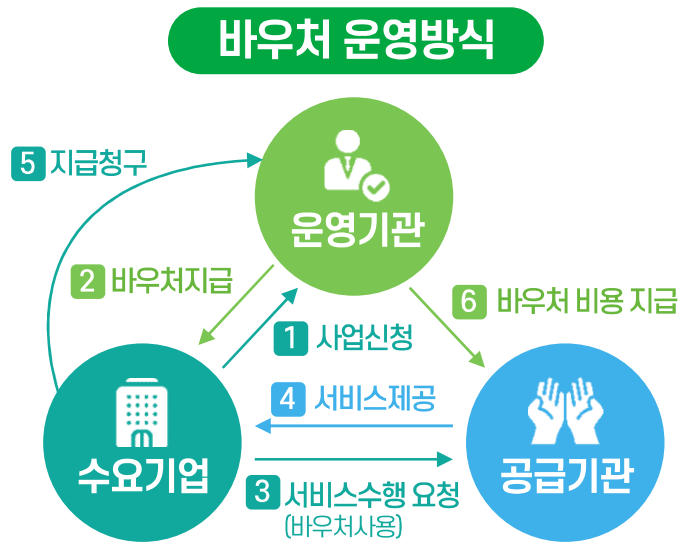 바우처 운영방식
5 지급청구
운영기관
2 바우처지급
6 바우처 비용 지급
1 사업신청
4 서비스제공
수요기업
공급기관
3 서비스수행 요청
(바우처사용)